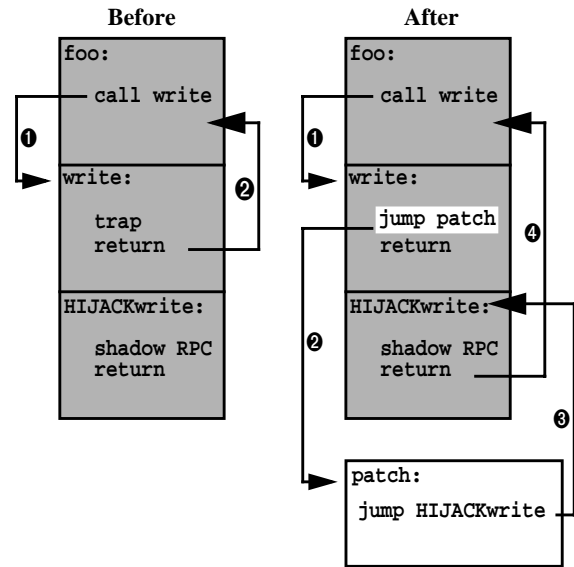 Before
foo:
call write
❶
❷
write:
trap
return
HIJACKwrite:
shadow RPC
return
After
foo:
call write
❶
write:
jump patch
return
❹
HIJACKwrite:
❷
shadow RPC
return
❸
patch:
jump HIJACKwrite